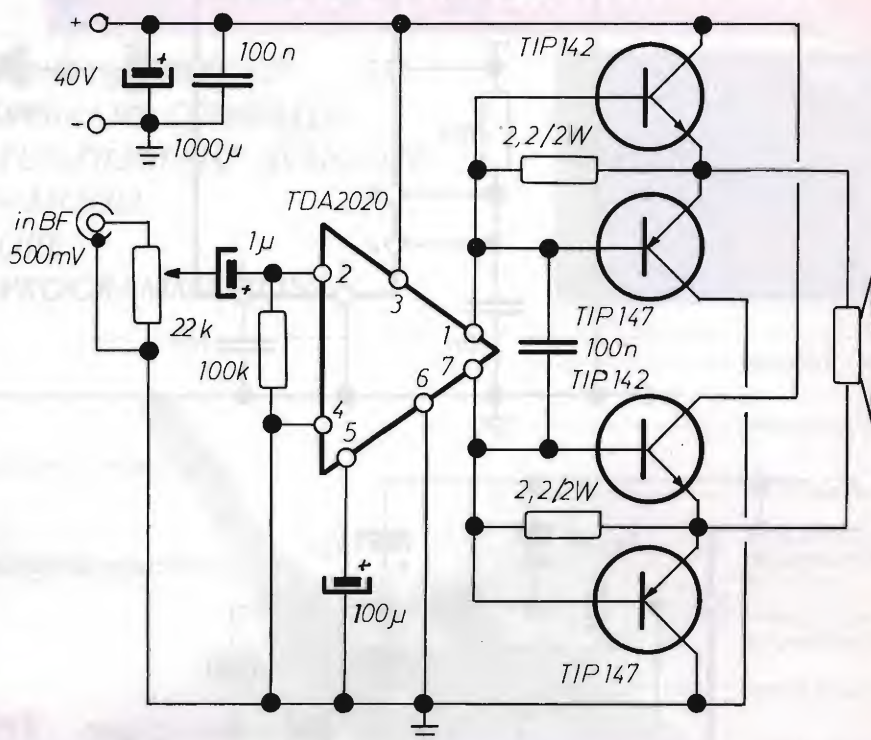 +
TIP142
100n
40V
+
-
1000µ
2,2/2W
TDA2020
in BF
500mV
1µ
+
2
3
22k
1
TIP147
7
100n
100k
6
TIP142
4
5
2,2/2W
+
100µ
TIP147